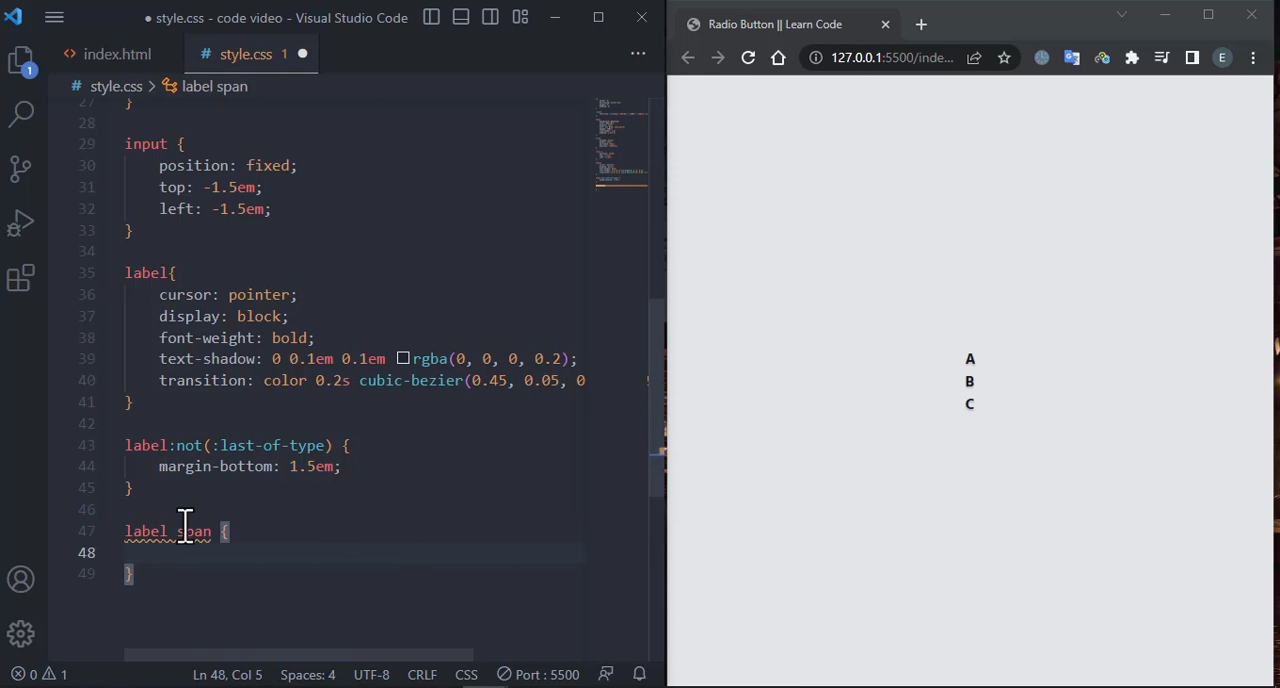 ● style.css - code video - Visual Studio Code
index.html
# style.css 1 ●
# style.css > label span
27 }
28
29 input {
30 position: fixed;
31 top: -1.5em;
32 left: -1.5em;
33 }
34
35 label{
36 cursor: pointer;
37 display: block;
38 font-weight: bold;
39 text-shadow: 0 0.1em 0.1em rgba(0, 0, 0, 0.2);
40 transition: color 0.2s cubic-bezier(0.45, 0.05, 0
41 }
42
43 label:not(:last-of-type) {
44 margin-bottom: 1.5em;
45 }
46
47 label span {
48
49 }
1
0 1 Ln 48, Col 5 Spaces: 4 UTF-8 CRLF CSS Port : 5500
Radio Button || Learn Code
127.0.0.1:5500/inde...
E
A
B
C